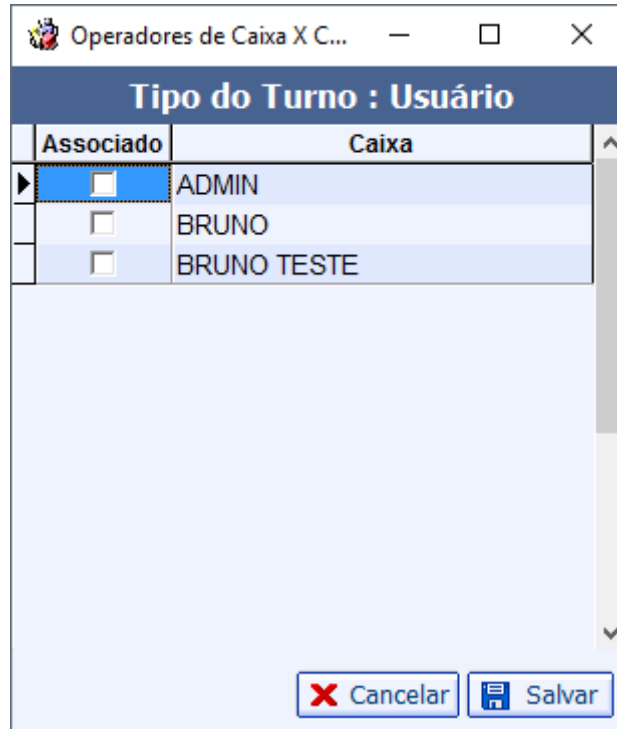 Operadores de Caixa X C...
Tipo do Turno : Usuário
Associado Caixa
ADMIN
BRUNO
BRUNO TESTE
Cancelar Salvar